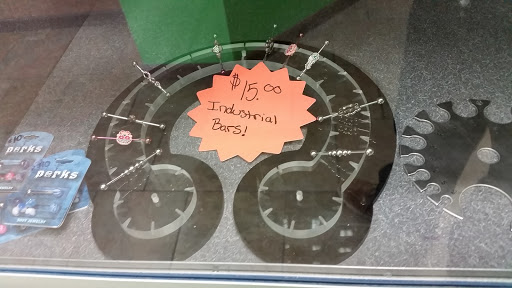 $15.00
Industrial
Bars!
perks
perks